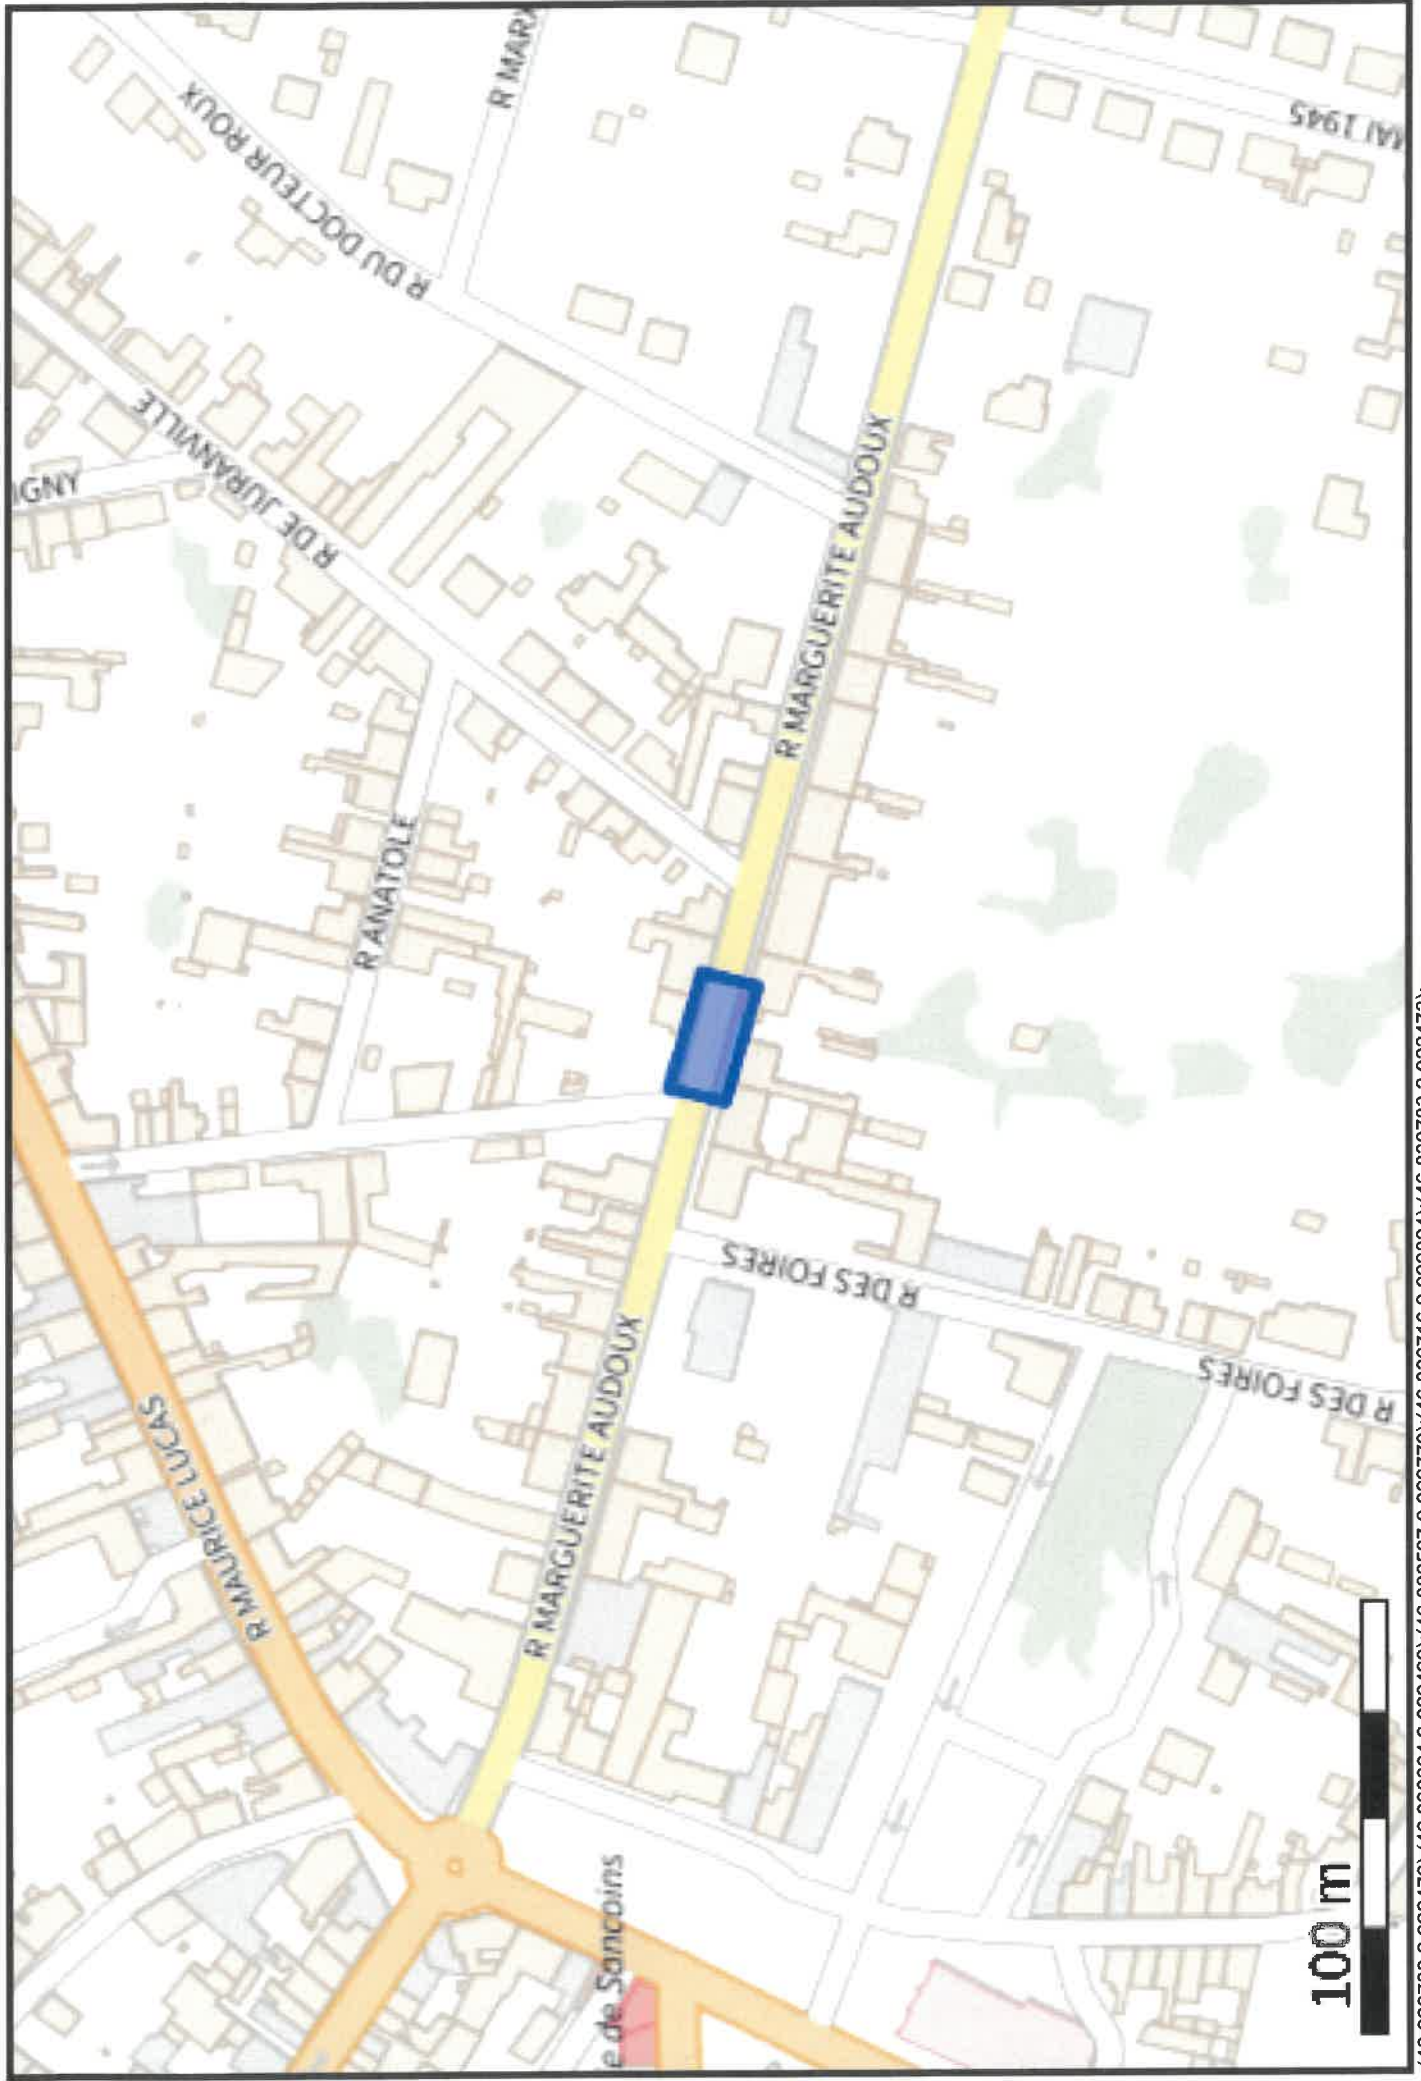 R MAURICE LUCAS
R MARGUERITE AUDOUX
R MARGUERITE AUDOUX
R ANATOLE
R DE JURANVILLE
IGNY
R DU DOCTEUR ROUX
R MARX
MAI 1945
R DES FOIRES
R DES FOIRES
e de Sancoins
100 m